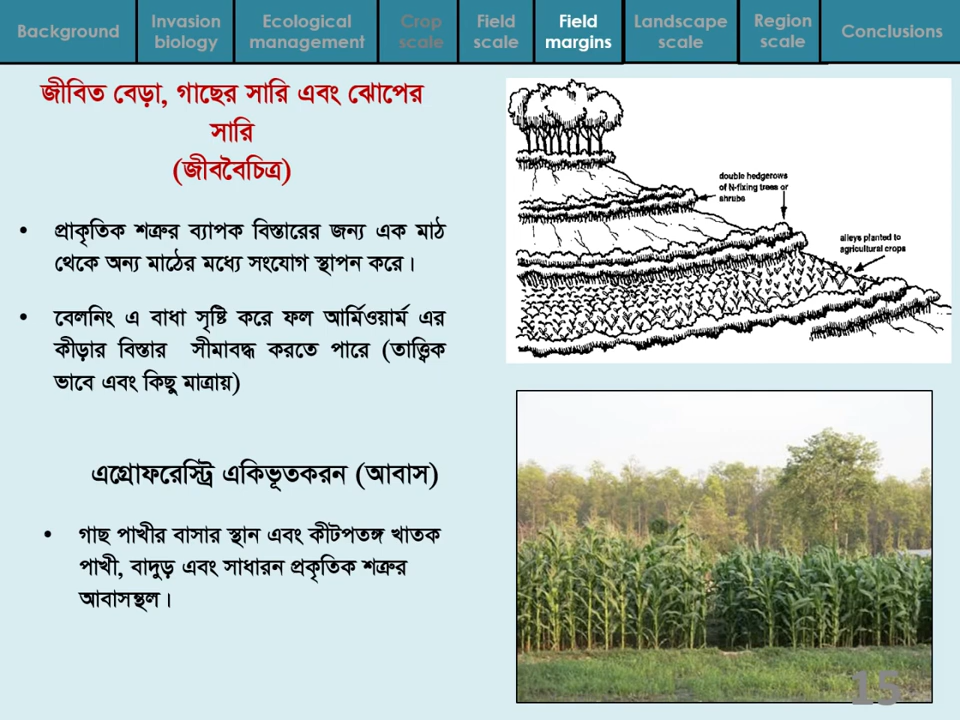 Background
Invasion
biology
Ecological
management
Crop
scale
Field
scale
Field
margins
Landscape
scale
Region
scale
Conclusions
জীবিত বেড়া, গাছের সারি এবং ঝোপের
সারি
(জীববৈচিত্র)
• প্রাকৃতিক শত্রুর ব্যাপক বিস্তারের জন্য এক মাঠ
থেকে অন্য মাঠের মধ্যে সংযোগ স্থাপন করে।
• বেলনিং এ বাধা সৃষ্টি করে ফল আর্মিওয়ার্ম এর
কীড়ার বিস্তার সীমাবদ্ধ করতে পারে (তাত্ত্বিক
ভাবে এবং কিছু মাত্রায়)
এগ্রোফরেস্ট্রি একিভূতকরন (আবাস)
• গাছ পাখীর বাসার স্থান এবং কীটপতঙ্গ খাতক
পাখী, বাদুড় এবং সাধারন প্রকৃতিক শত্রুর
আবাসস্থল।
double hedgerows
of N-fixing trees or
shrubs
alleys planted to
agricultural crops
15